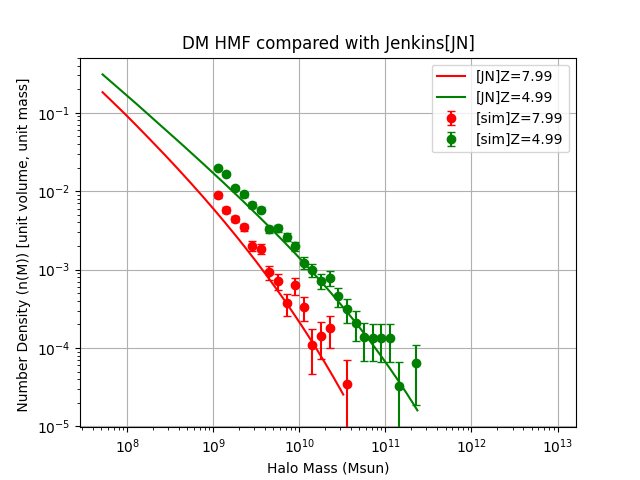 DM HMF compared with Jenkins[JN]
[JN]Z=7.99
[JN]Z=4.99
[sim]Z=7.99
[sim]Z=4.99
Number Density (n(M)) [unit volume, unit mass]
10⁻¹
10⁻²
10⁻³
10⁻⁴
10⁻⁵
10⁸ 10⁹ 10¹⁰ 10¹¹ 10¹² 10¹³
Halo Mass (Msun)